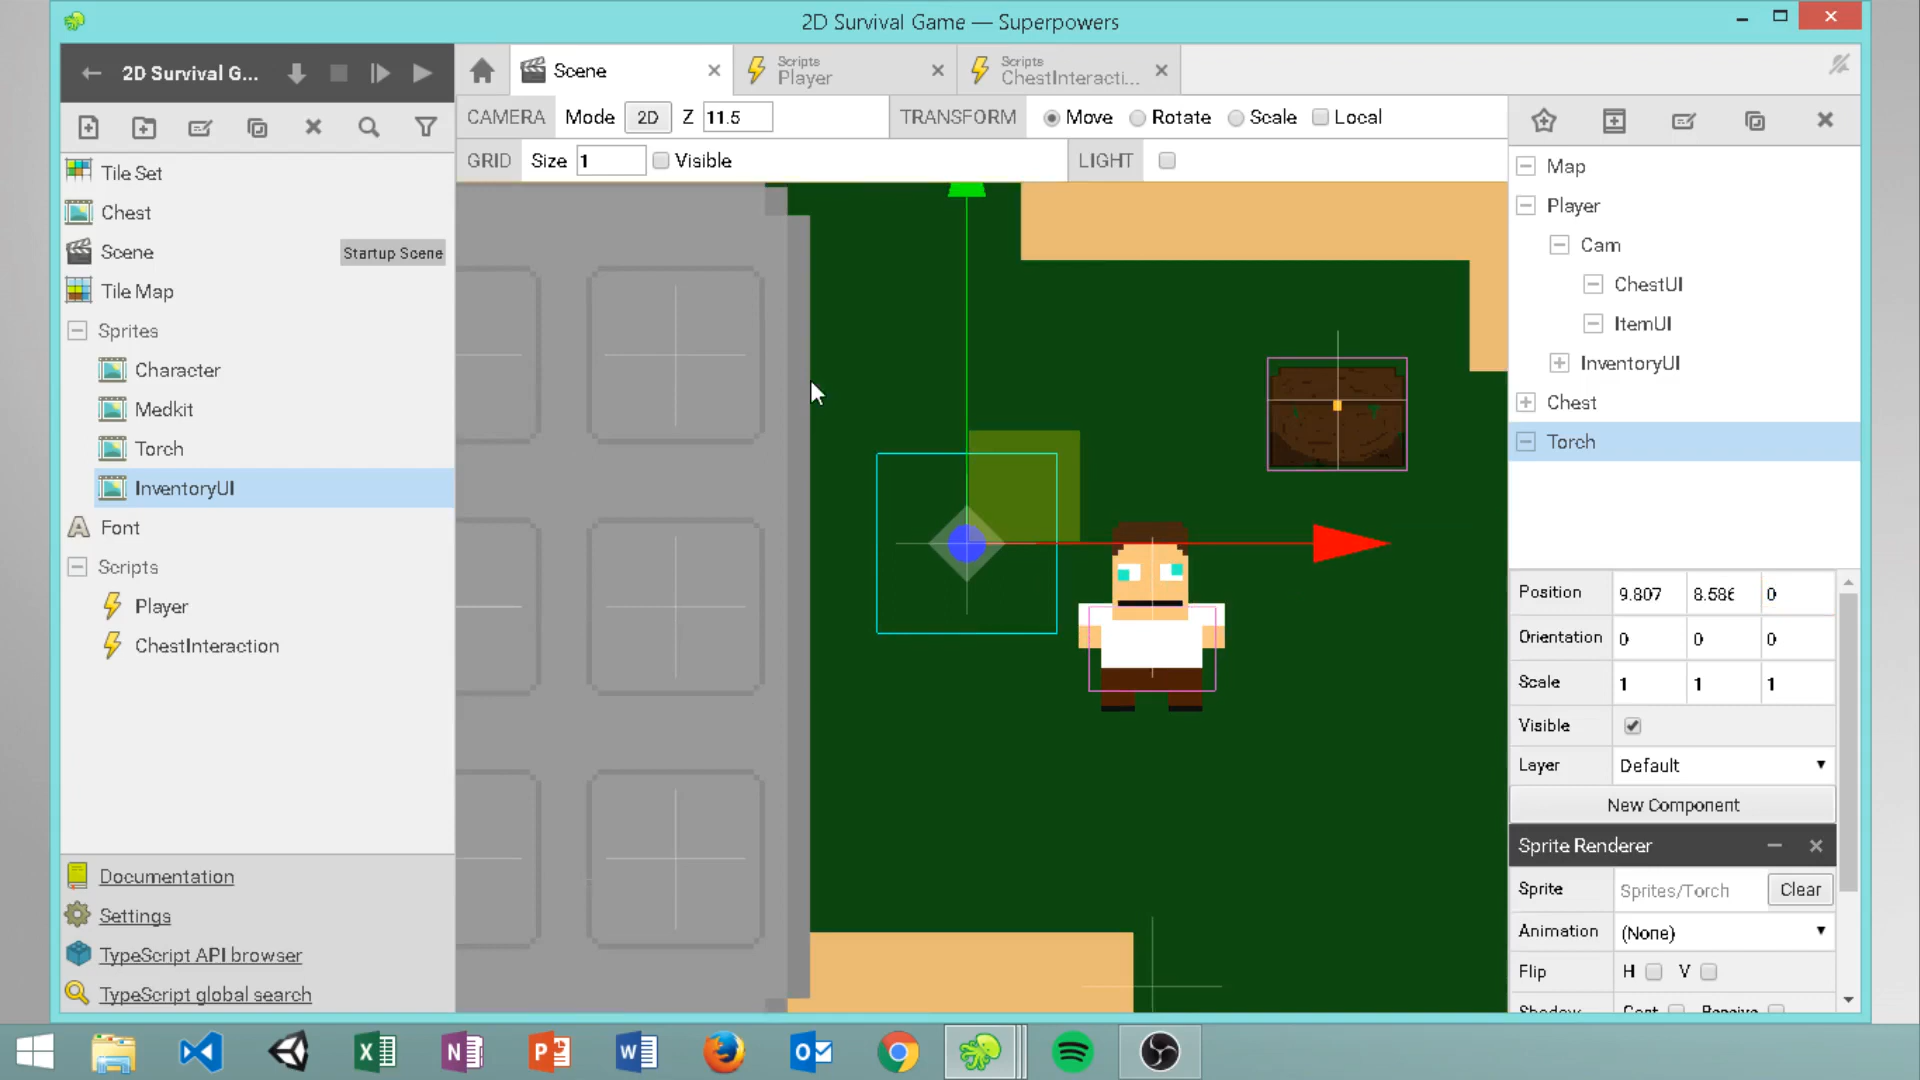 2D Survival Game — Superpowers
2D Survival G...
Scene
Scripts
Player
Scripts
ChestInteracti...
CAMERA
Mode
2D
Z
11.5
TRANSFORM
Move
Rotate
Scale
Local
GRID
Size
1
Visible
LIGHT
Tile Set
Chest
Scene
Startup Scene
Tile Map
Sprites
Character
Medkit
Torch
InventoryUI
Font
Scripts
Player
ChestInteraction
Documentation
Settings
TypeScript API browser
TypeScript global search
Map
Player
Cam
ChestUI
ItemUI
InventoryUI
Chest
Torch
Position 9.807 8.586 0
Orientation 0 0 0
Scale 1 1 1
Visible
Layer Default
New Component
Sprite Renderer
Sprite Sprites/Torch Clear
Animation (None)
Flip H V